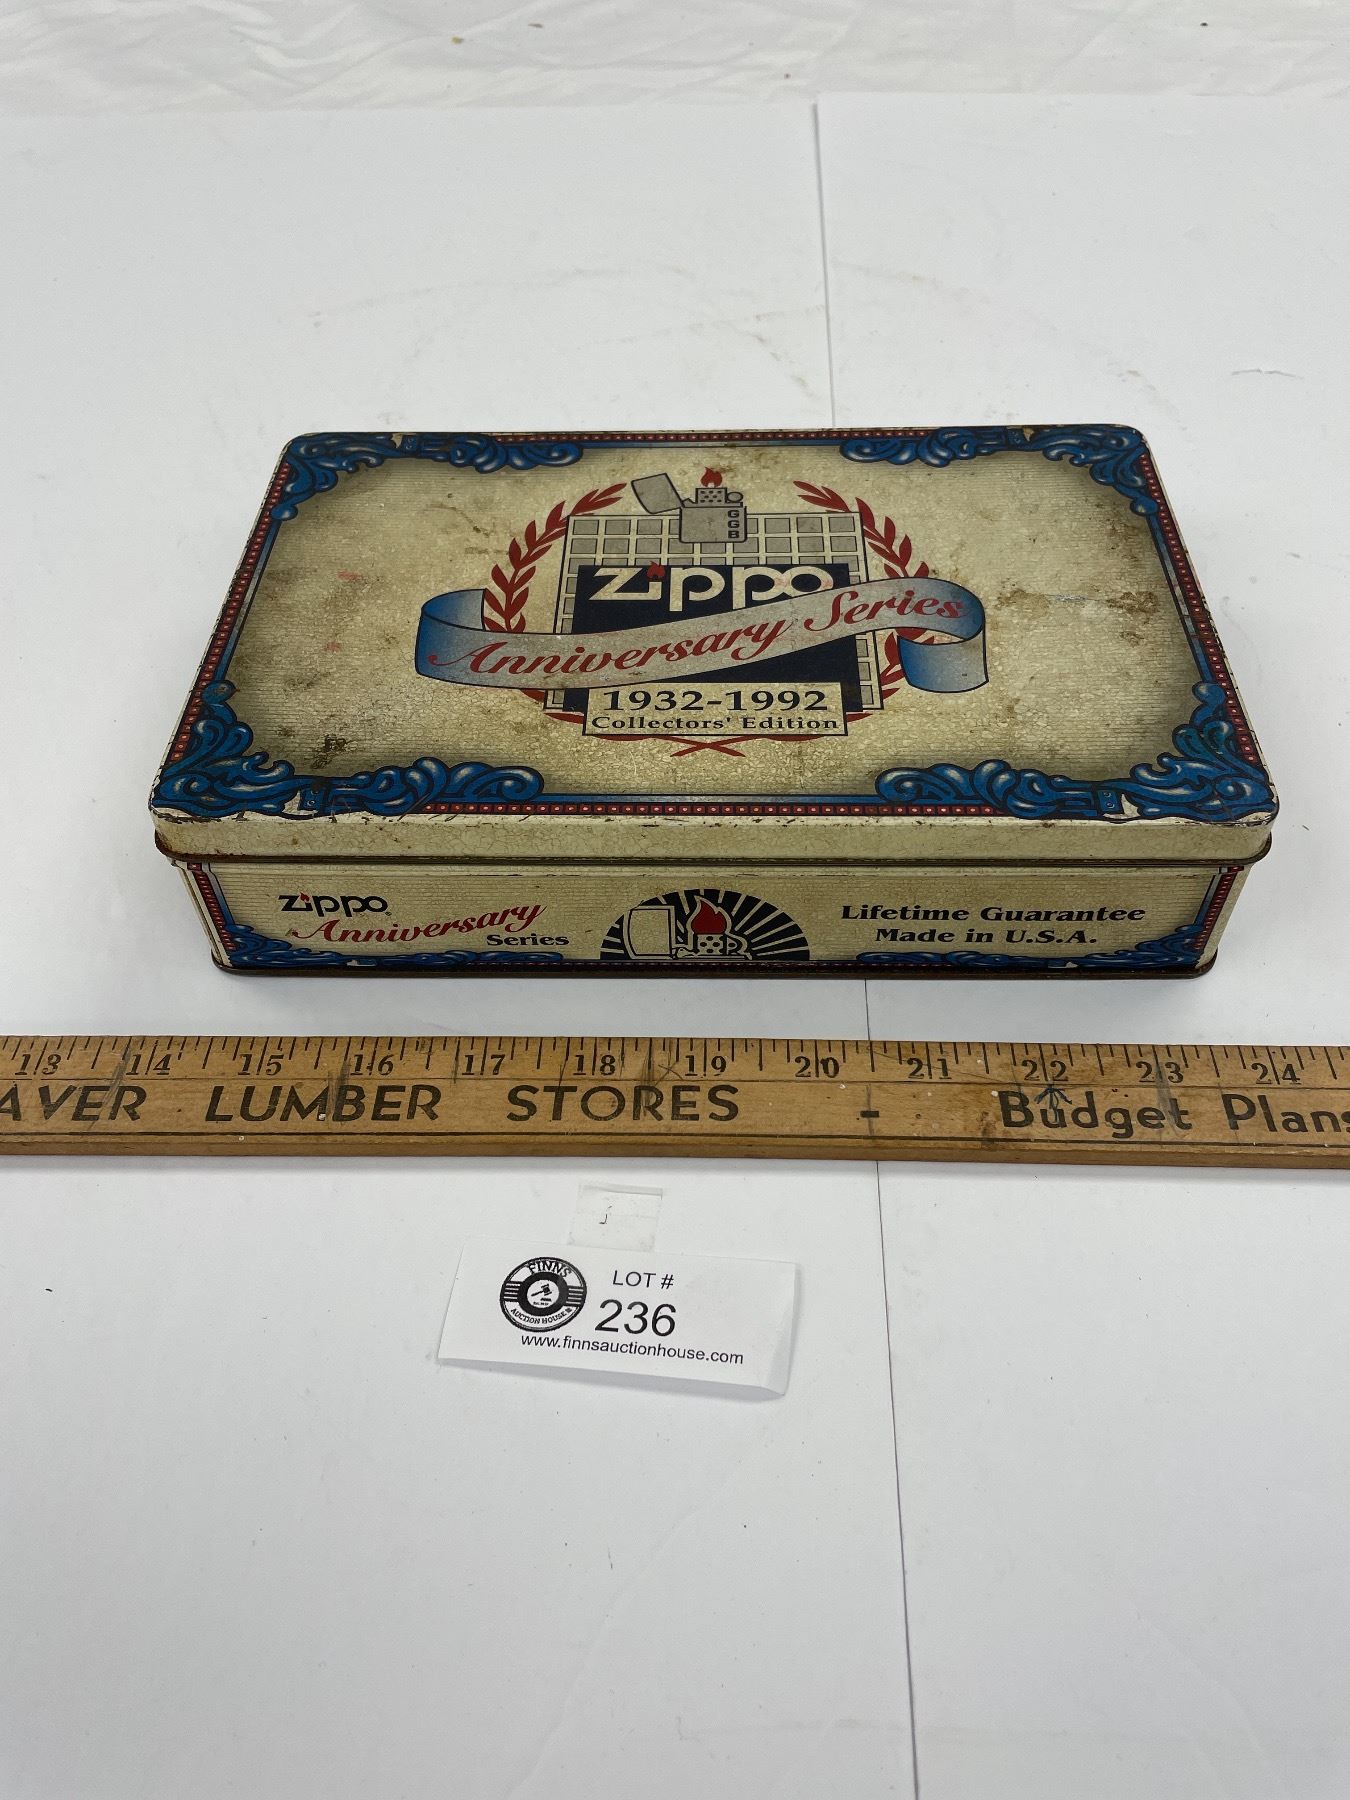 GGB
Zippo
Anniversary Series
1932-1992
Collectors' Edition
Zippo®
Anniversary
Series
Lifetime Guarantee
Made in U.S.A.
13 14 15 16 17 18 19 20 21 22 23 24
AVER LUMBER STORES - Budget Plans
FINNS
AUCTION HOUSE
LOT #
236
www.finnsauctionhouse.com